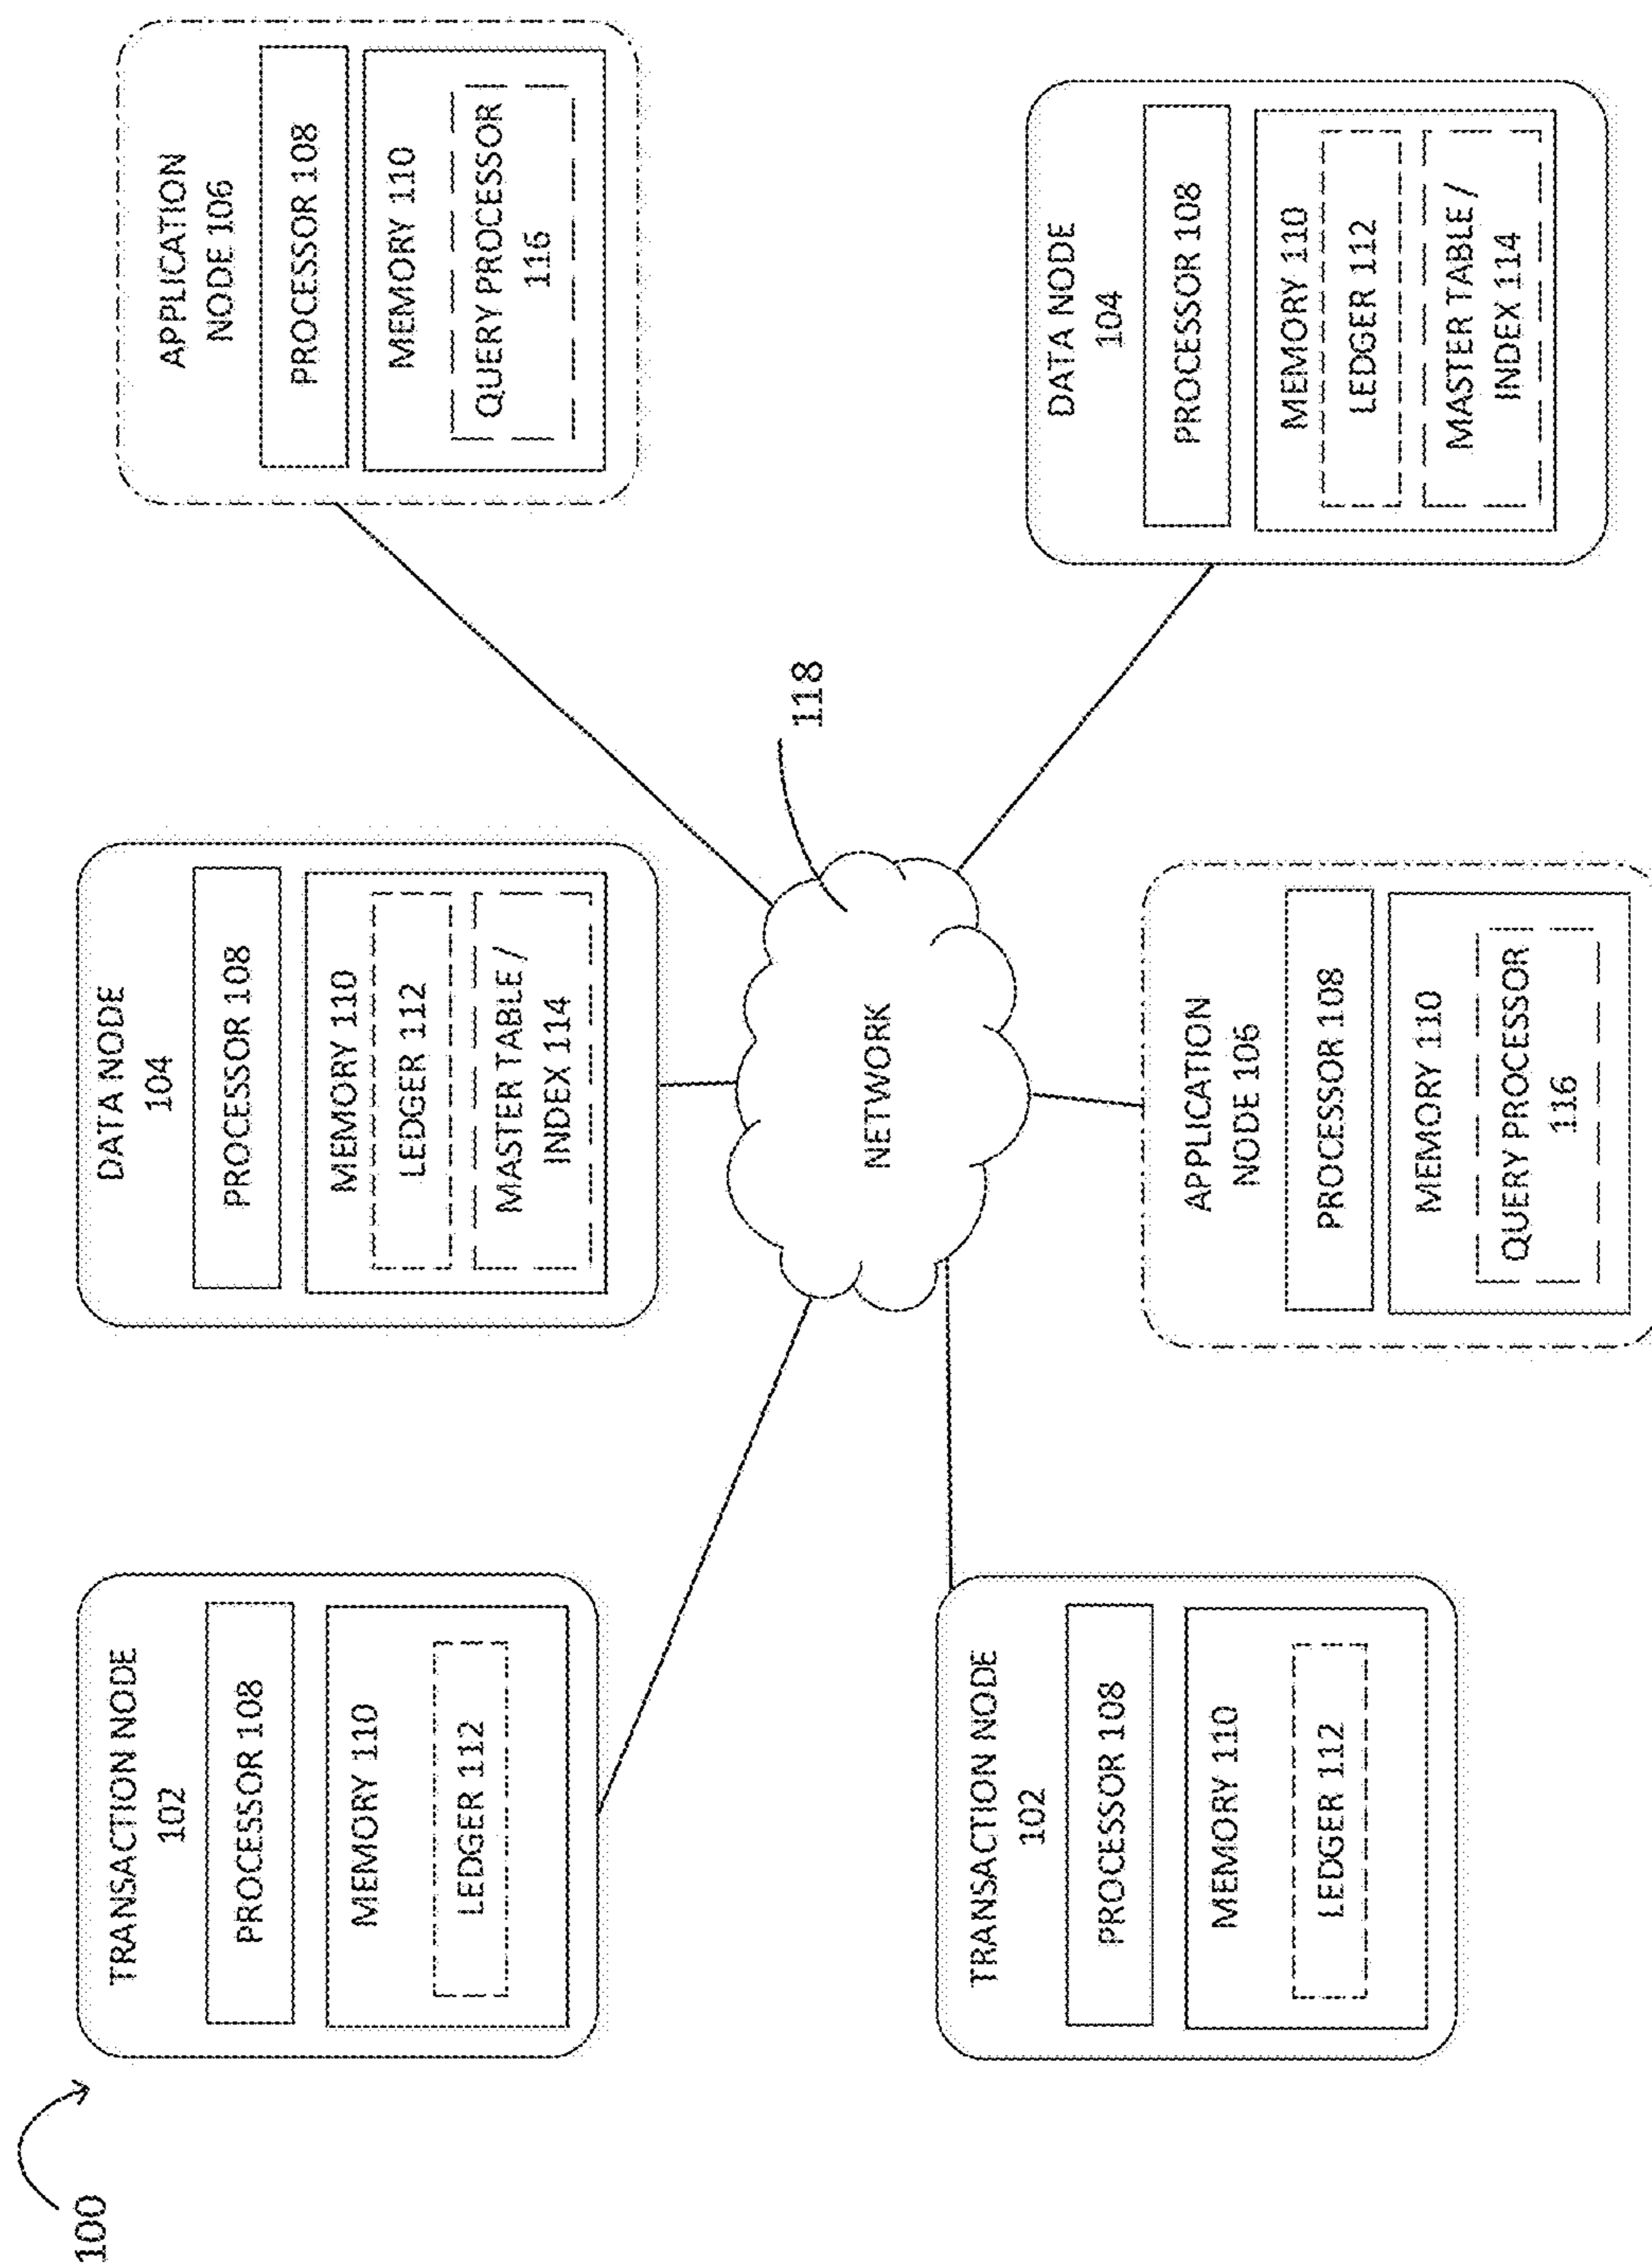 100
TRANSACTION NODE
102
PROCESSOR 108
MEMORY 110
LEDGER 112
DATA NODE
104
PROCESSOR 108
MEMORY 110
LEDGER 112
MASTER TABLE /
INDEX 114
APPLICATION
NODE 106
PROCESSOR 108
MEMORY 110
QUERY PROCESSOR
116
118
NETWORK
TRANSACTION NODE
102
PROCESSOR 108
MEMORY 110
LEDGER 112
APPLICATION
NODE 106
PROCESSOR 108
MEMORY 110
QUERY PROCESSOR
116
DATA NODE
104
PROCESSOR 108
MEMORY 110
LEDGER 112
MASTER TABLE /
INDEX 114